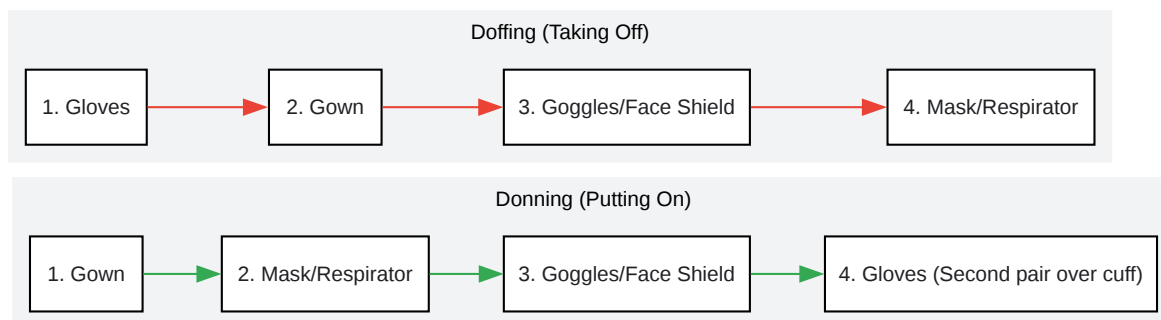 Doffing (Taking Off)
1. Gloves
2. Gown
3. Goggles/Face Shield
4. Mask/Respirator
Donning (Putting On)
1. Gown
2. Mask/Respirator
3. Goggles/Face Shield
4. Gloves (Second pair over cuff)